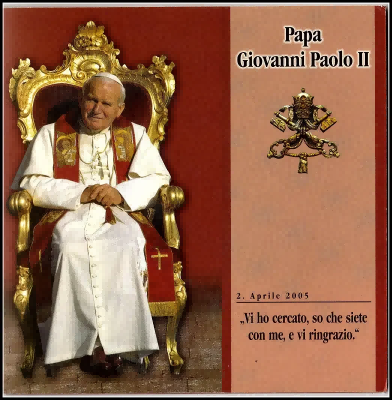 Papa
Giovanni Paolo II
2. Aprile 2005
„Vi ho cercato, so che siete
con me, e vi ringrazio.“